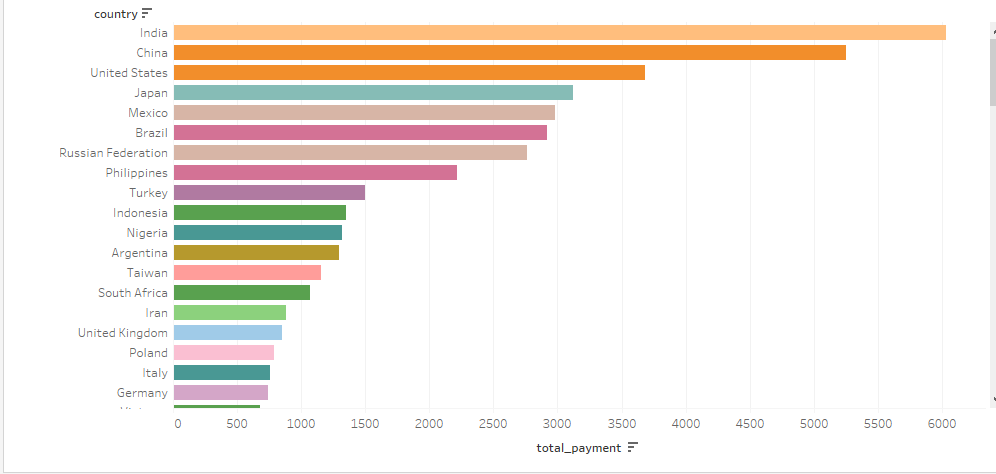 country
India
China
United States
Japan
Mexico
Brazil
Russian Federation
Philippines
Turkey
Indonesia
Nigeria
Argentina
Taiwan
South Africa
Iran
United Kingdom
Poland
Italy
Germany
0 500 1000 1500 2000 2500 3000 3500 4000 4500 5000 5500 6000
total_payment